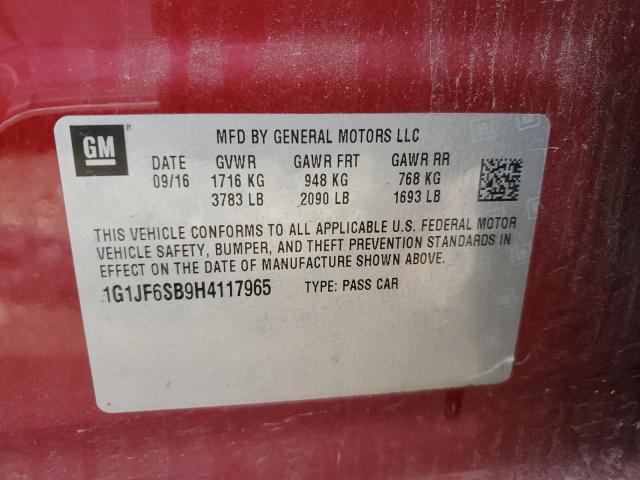 GM
MFD BY GENERAL MOTORS LLC
DATE GVWR GAWR FRT GAWR RR
09/16 1716 KG 948 KG 768 KG
3783 LB 2090 LB 1693 LB
THIS VEHICLE CONFORMS TO ALL APPLICABLE U.S. FEDERAL MOTOR
VEHICLE SAFETY, BUMPER, AND THEFT PREVENTION STANDARDS IN
EFFECT ON THE DATE OF MANUFACTURE SHOWN ABOVE.
1G1JF6SB9H4117965 TYPE: PASS CAR